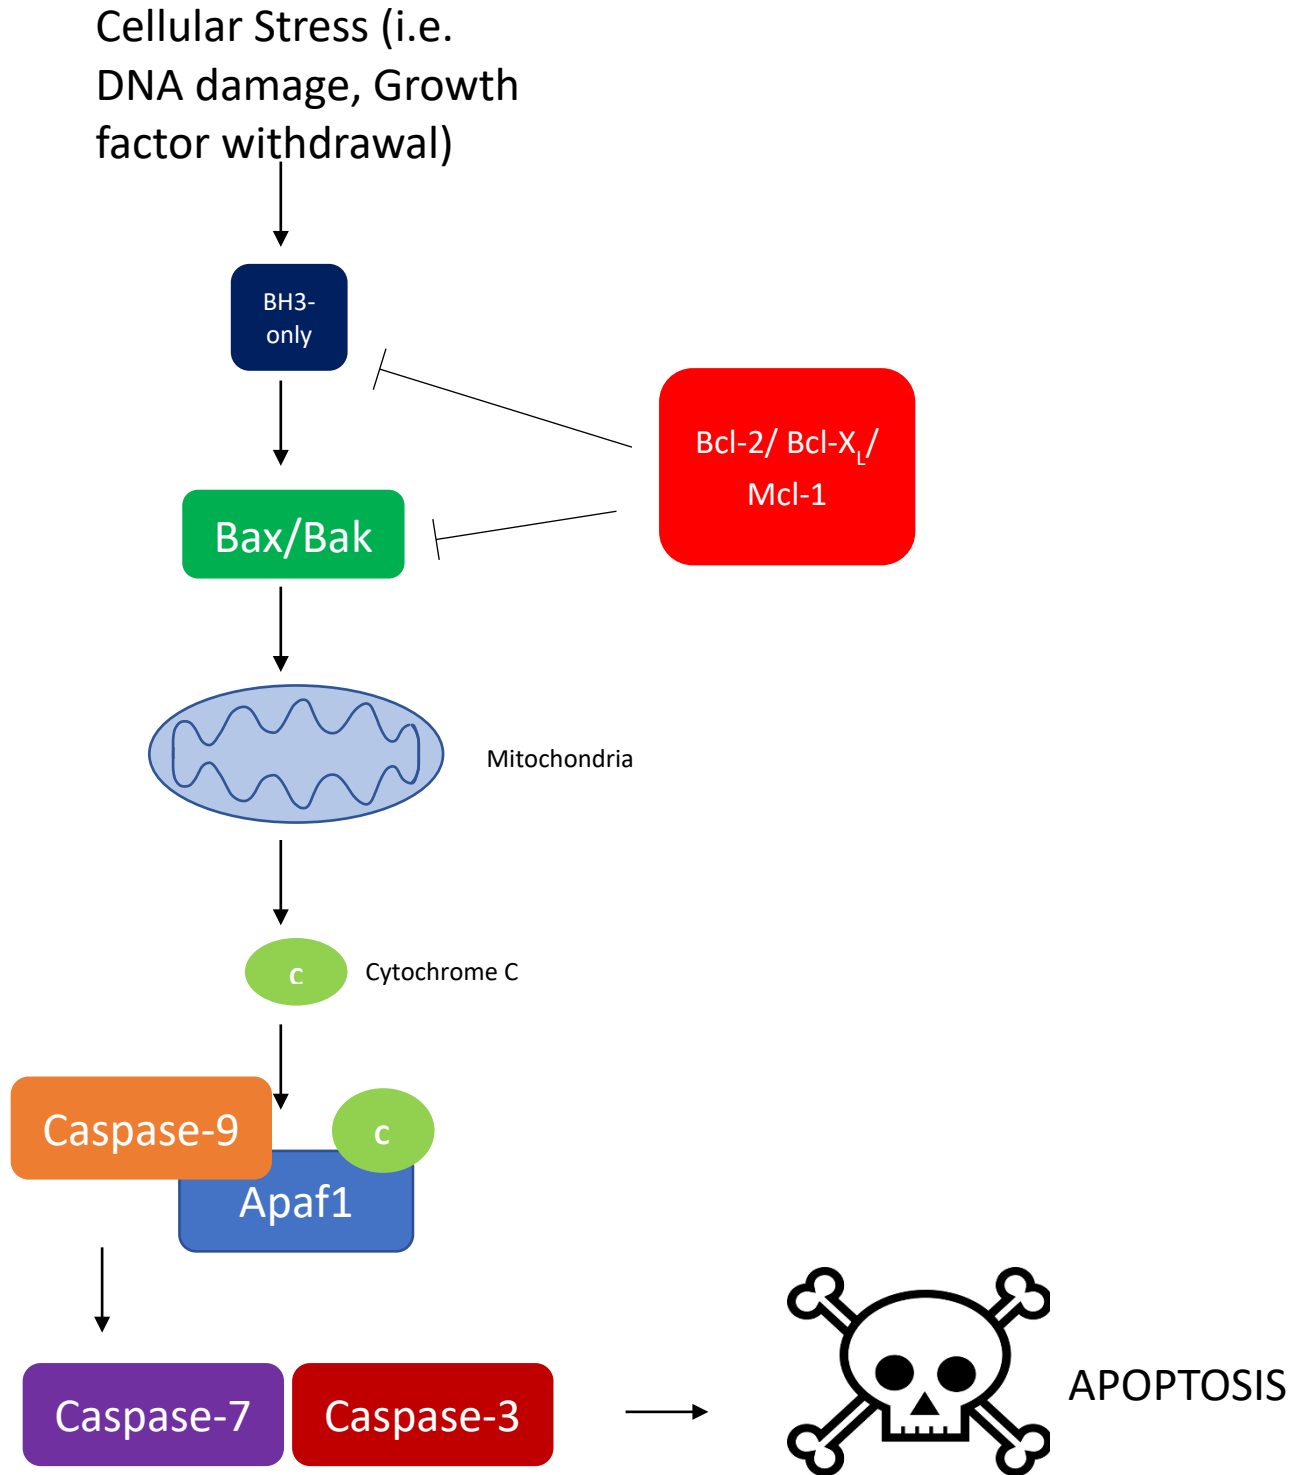 Cellular Stress (i.e.
DNA damage, Growth
factor withdrawal)
BH3-
only
Bcl-2/ Bcl-XL/
Mcl-1
Bax/Bak
Mitochondria
c
Cytochrome C
Caspase-9
c
Apaf1
Caspase-7
Caspase-3
APOPTOSIS